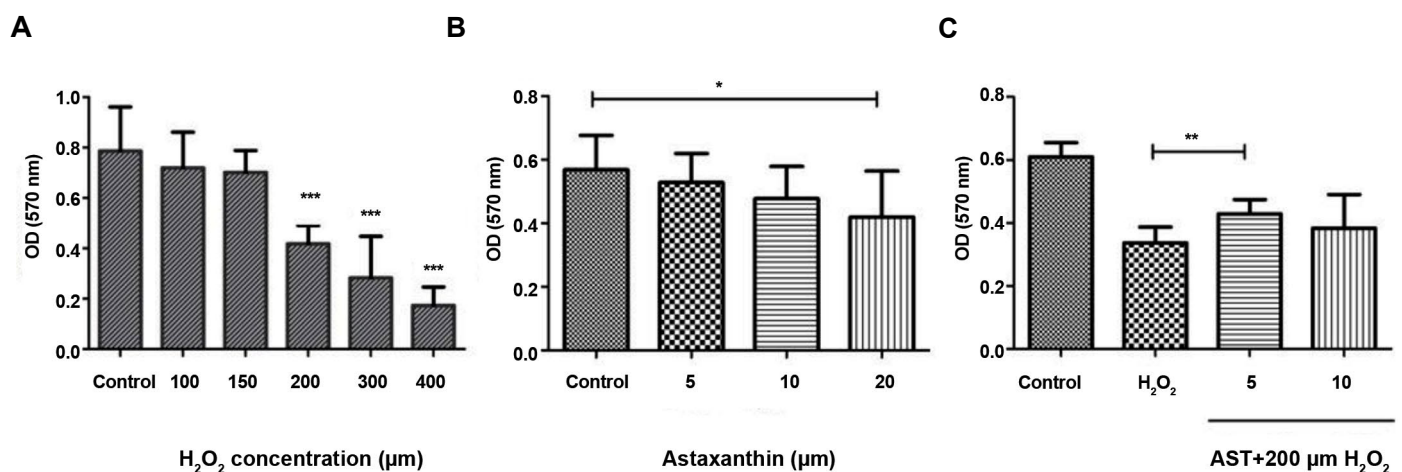 A
B
C
OD (570 nm)
1.0
0.8
0.6
0.4
0.2
0.0
***
***
***
Control 100 150 200 300 400
H₂O₂ concentration (µm)
OD (570 nm)
0.8
0.6
0.4
0.2
0.0
*
Control 5 10 20
Astaxanthin (µm)
OD (570 nm)
0.8
0.6
0.4
0.2
0.0
**
Control H₂O₂ 5 10
AST+200 µm H₂O₂